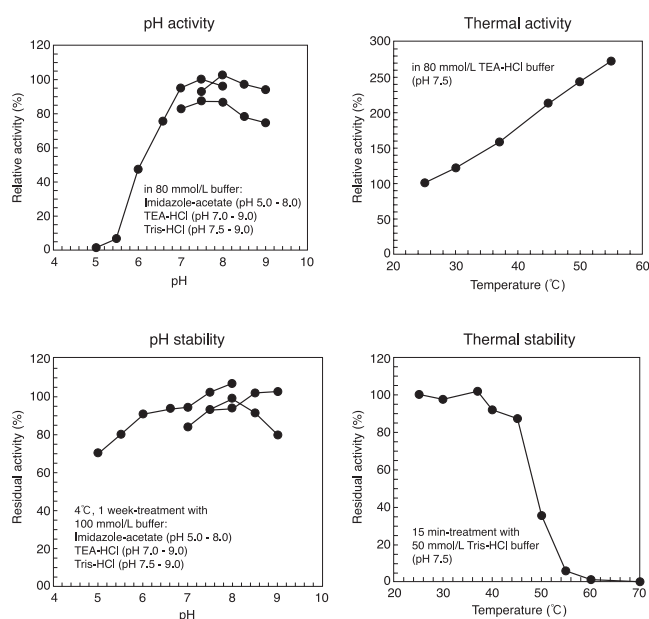 pH activity
120
100
80
60
40
20
0
Relative activity (%)
in 80 mmol/L buffer:
Imidazole-acetate (pH 5.0 - 8.0)
TEA-HCl (pH 7.0 - 9.0)
Tris-HCl (pH 7.5 - 9.0)
4 5 6 7 8 9 10
pH
Thermal activity
300
250
200
150
100
50
0
Relative activity (%)
in 80 mmol/L TEA-HCl buffer
(pH 7.5)
20 30 40 50 60
Temperature (℃)
pH stability
120
100
80
60
40
20
00
Residual activity (%)
4℃, 1 week-treatment with
100 mmol/L buffer:
Imidazole-acetate (pH 5.0 - 8.0)
TEA-HCl (pH 7.0 - 9.0)
Tris-HCl (pH 7.5 - 9.0)
4 5 6 7 8 9 10
pH
Thermal stability
120
100
80
60
40
20
0
Residual activity (%)
15 min-treatment with
50 mmol/L Tris-HCl buffer
(pH 7.5)
20 30 40 50 60 70
Temperature (℃)